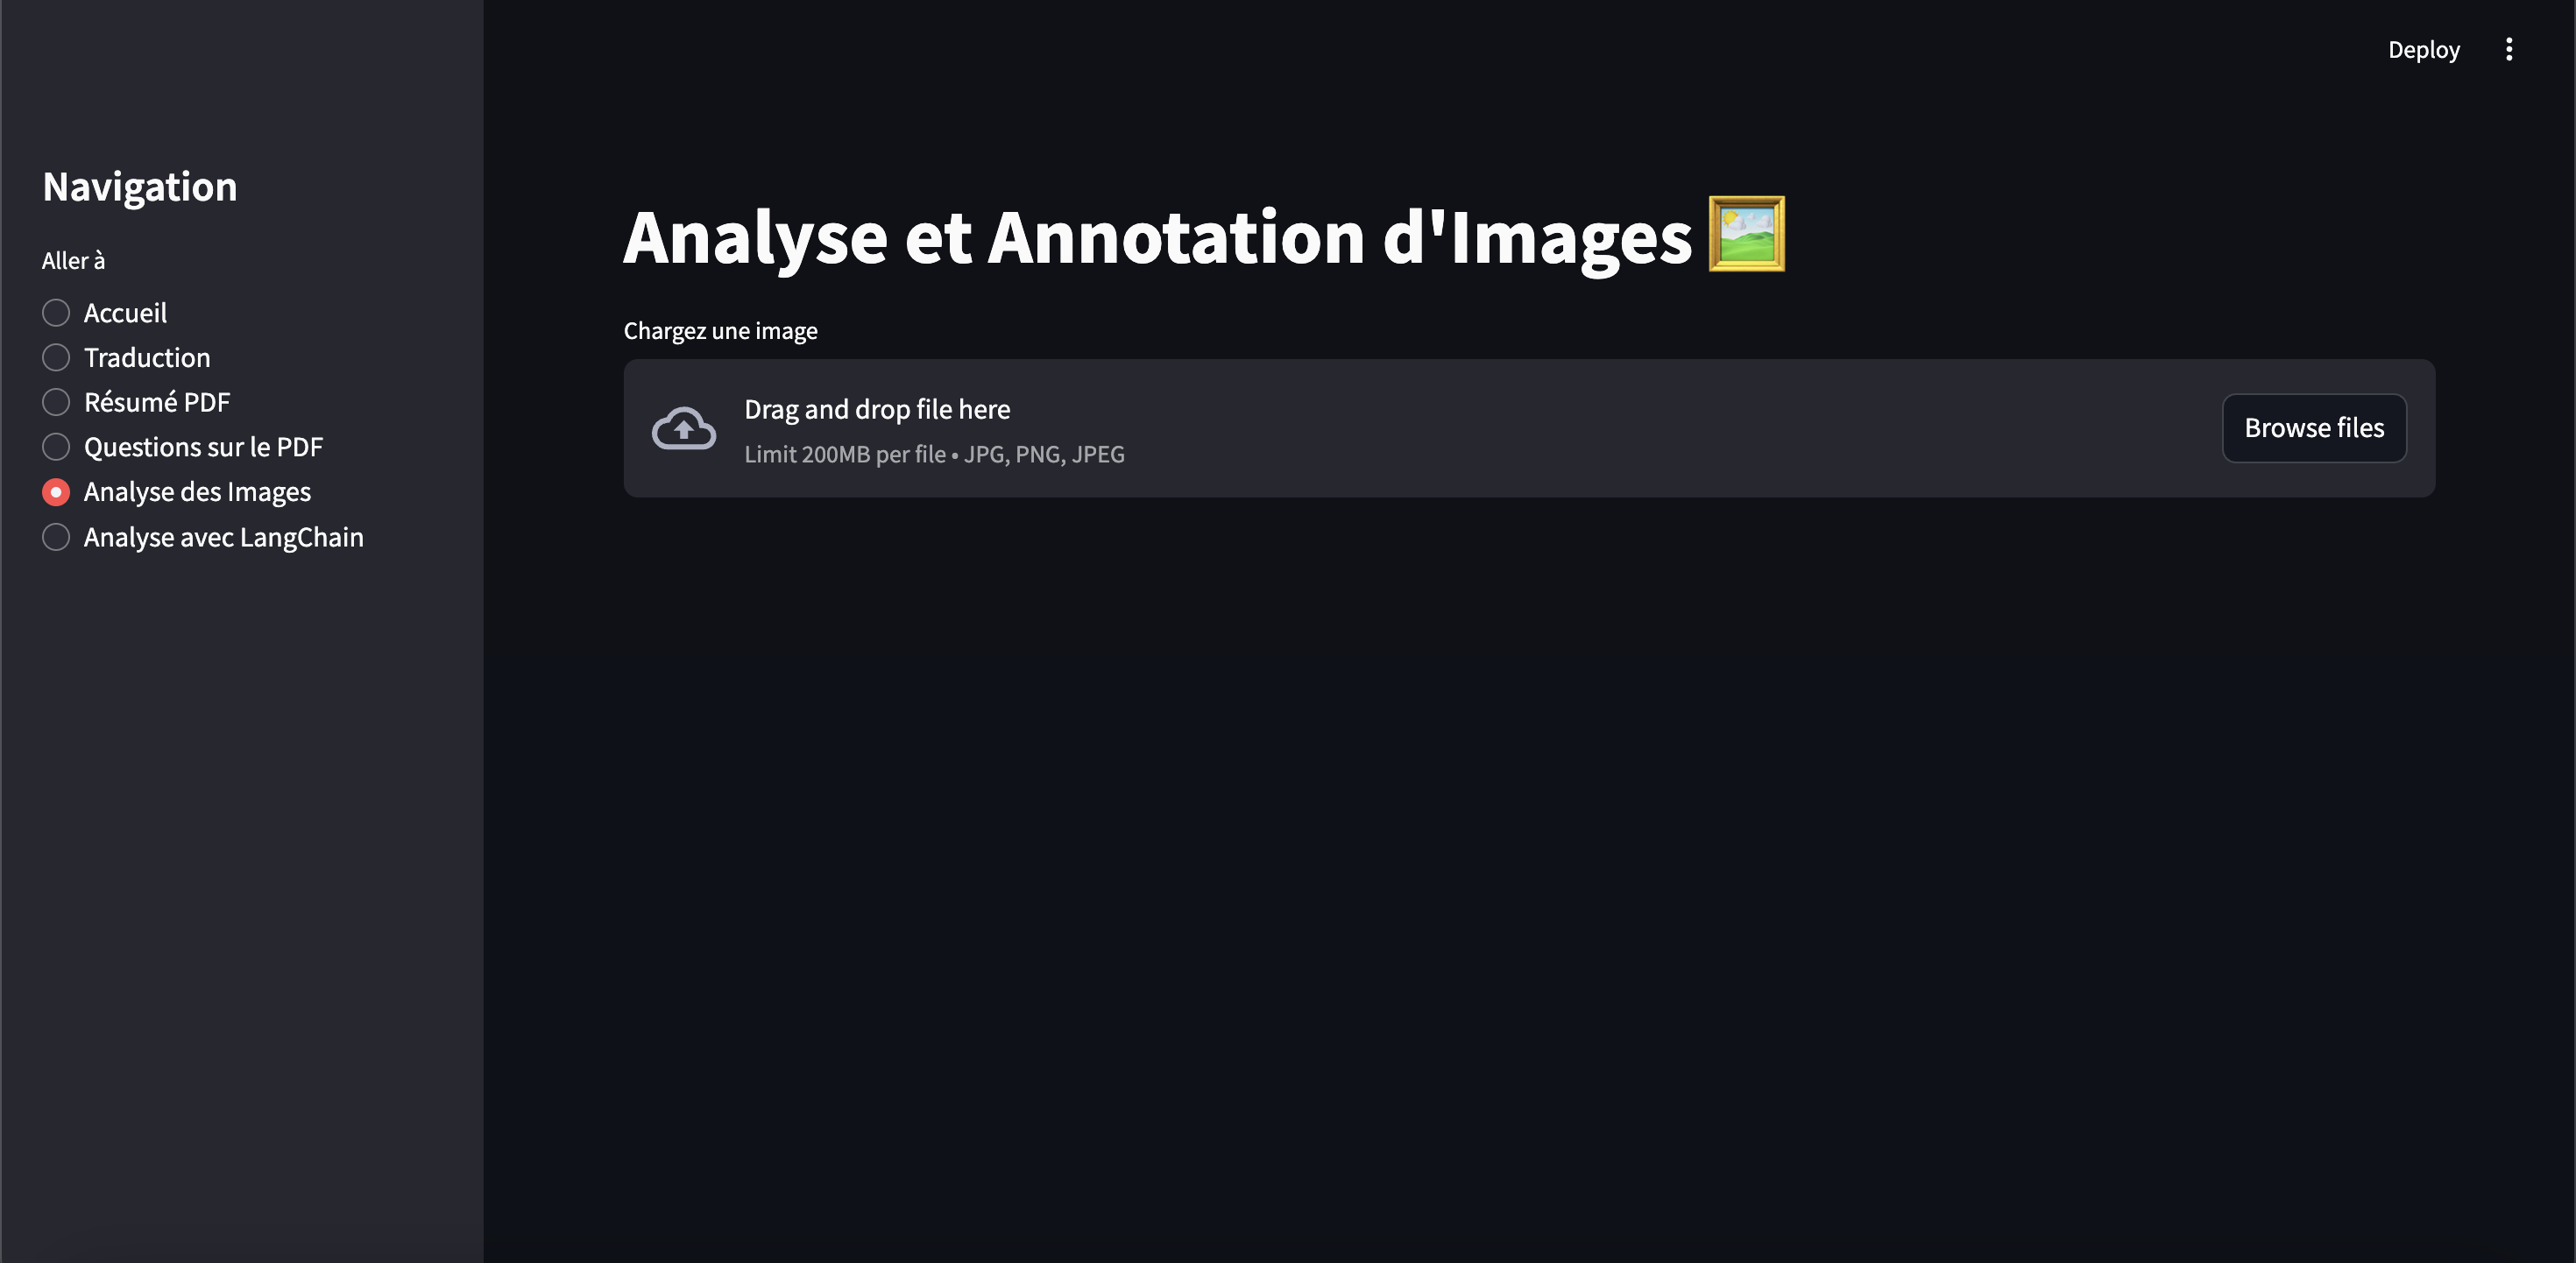 Deploy
Navigation
Aller à
Accueil
Traduction
Résumé PDF
Questions sur le PDF
Analyse des Images
Analyse avec LangChain
Analyse et Annotation d'Images
Chargez une image
Drag and drop file here
Limit 200MB per file • JPG, PNG, JPEG
Browse files